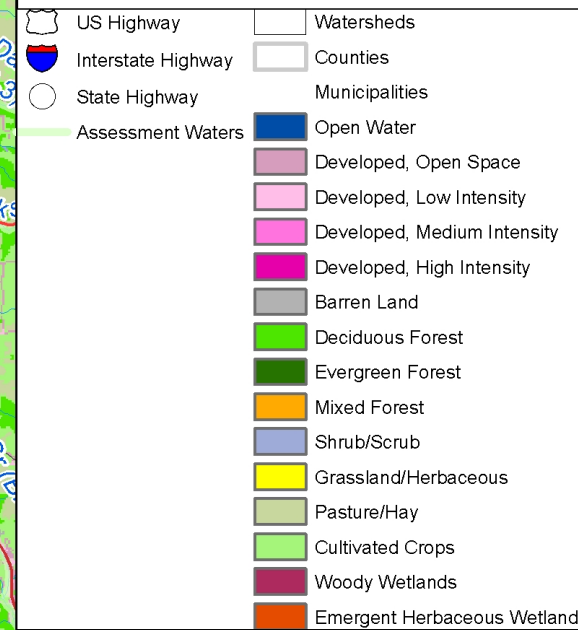 US Highway
Interstate Highway
State Highway
Assessment Waters
Watersheds
Counties
Municipalities
Open Water
Developed, Open Space
Developed, Low Intensity
Developed, Medium Intensity
Developed, High Intensity
Barren Land
Deciduous Forest
Evergreen Forest
Mixed Forest
Shrub/Scrub
Grassland/Herbaceous
Pasture/Hay
Cultivated Crops
Woody Wetlands
Emergent Herbaceous Wetland